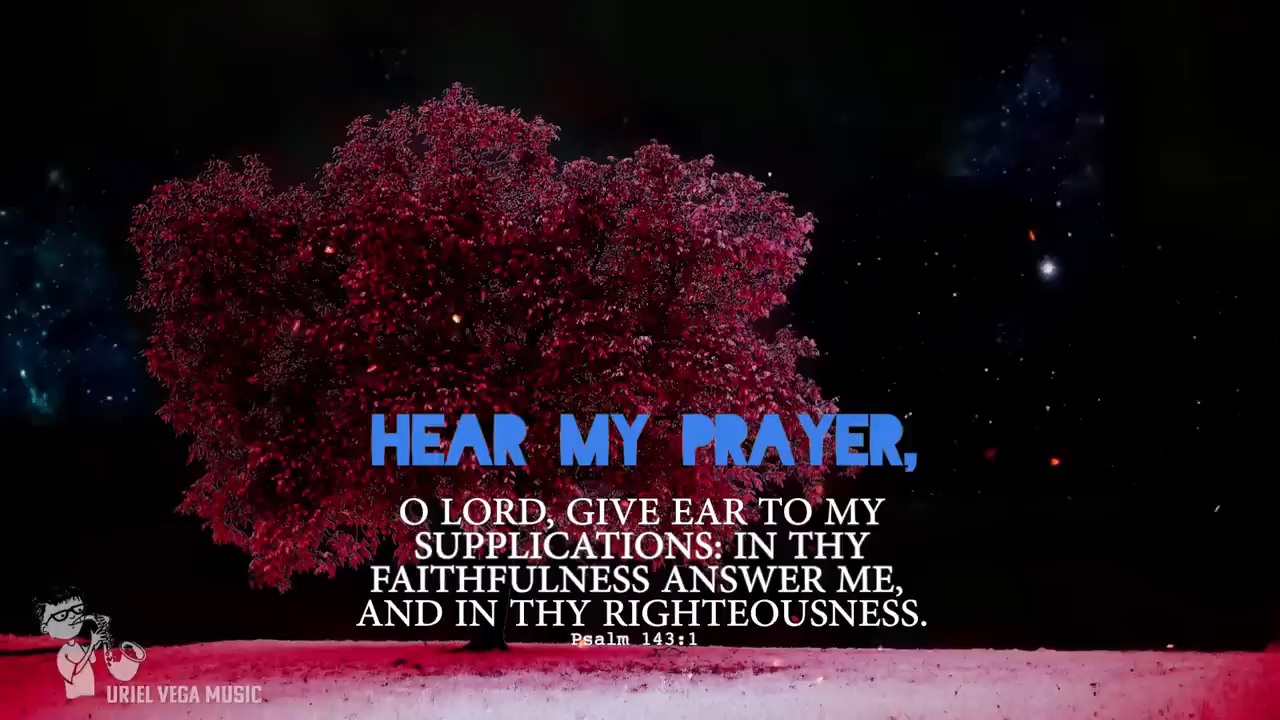 HEAR MY PRAYER,
O LORD, GIVE EAR TO MY
SUPPLICATIONS: IN THY
FAITHFULNESS ANSWER ME,
AND IN THY RIGHTEOUSNESS.
Psalm 143:1
URIEL VEGA MUSIC